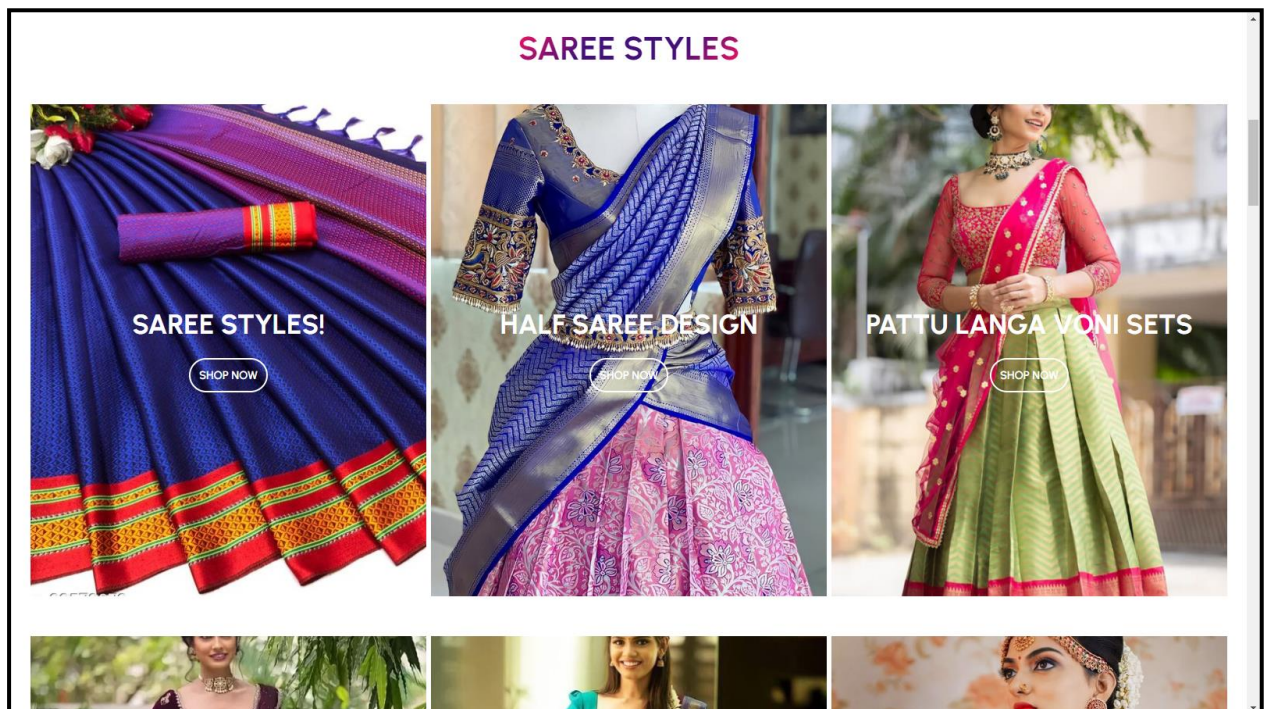 SAREE STYLES
SAREE STYLES!
SHOP NOW
HALF SAREE DESIGN
SHOP NOW
PATTU LANGA VONI SETS
SHOP NOW